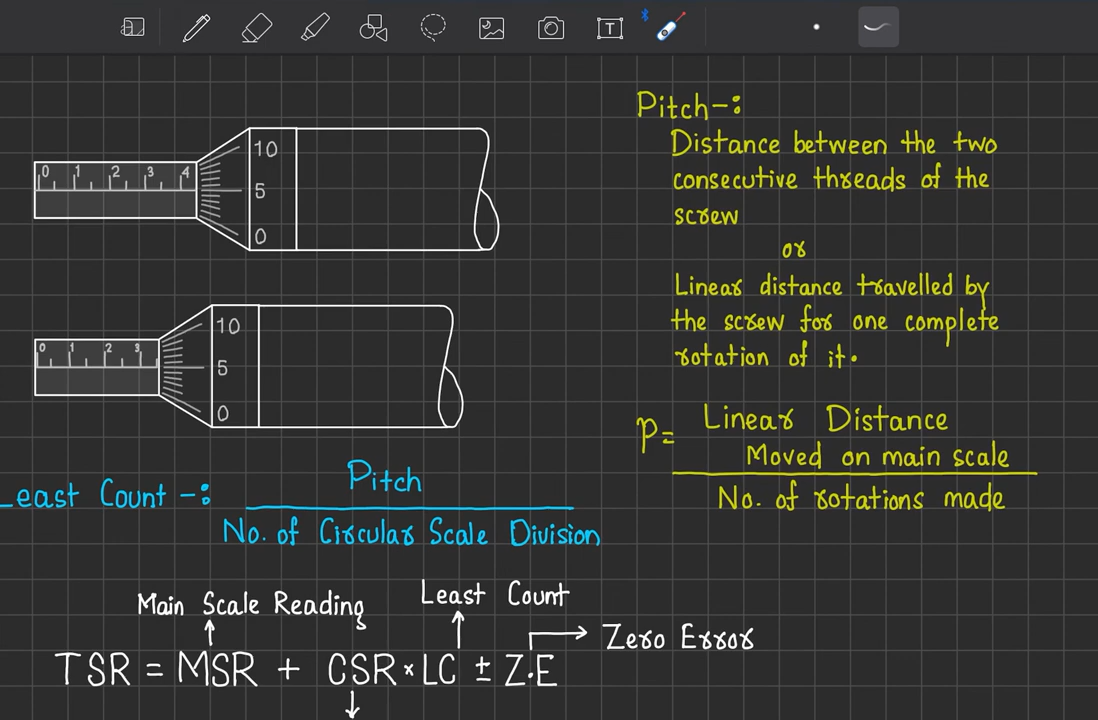 T
0 1 2 3 4
10
5
0
0 1 2 3
10
5
0
Pitch-:
Distance between the two
consecutive threads of the
screw
or
Linear distance travelled by
the screw for one complete
rotation of it.
P= Linear Distance
Moved on main scale
No. of rotations made
Least Count -: Pitch
No. of Circular Scale Division
Main Scale Reading
Least Count
Zero Error
TSR = MSR + CSR × LC ± Z.E